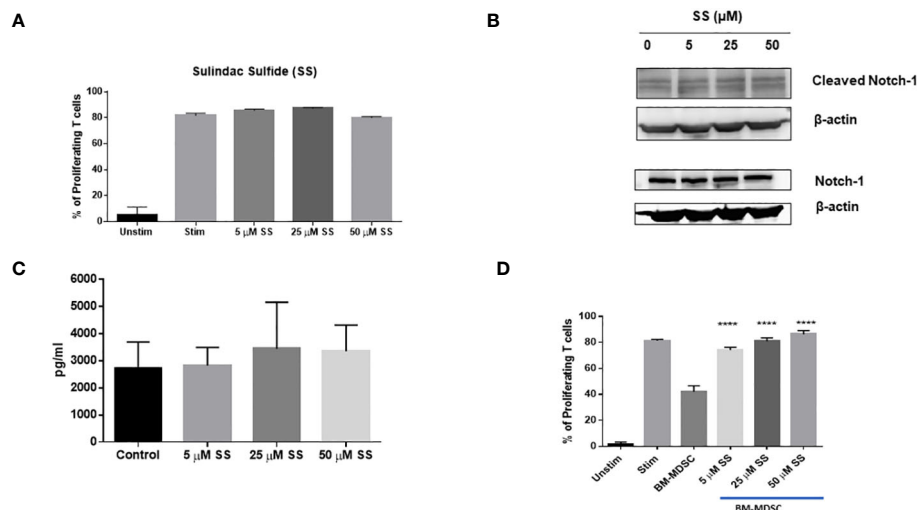 A
Sulindac Sulfide (SS)
% of Proliferating T cells
100
80
60
40
20
0
Unstim Stim 5 μM SS 25 μM SS 50 μM SS
B
SS (μM)
0 5 25 50
Cleaved Notch-1
β-actin
Notch-1
β-actin
C
pg/ml
6000
5000
4000
3000
2000
1000
0
Control 5 μM SS 25 μM SS 50 μM SS
D
% of Proliferating T cells
100
80
60
40
20
0
**** **** ****
Unstim Stim BM-MDSC 5 μM SS 25 μM SS 50 μM SS
BM-MDSC